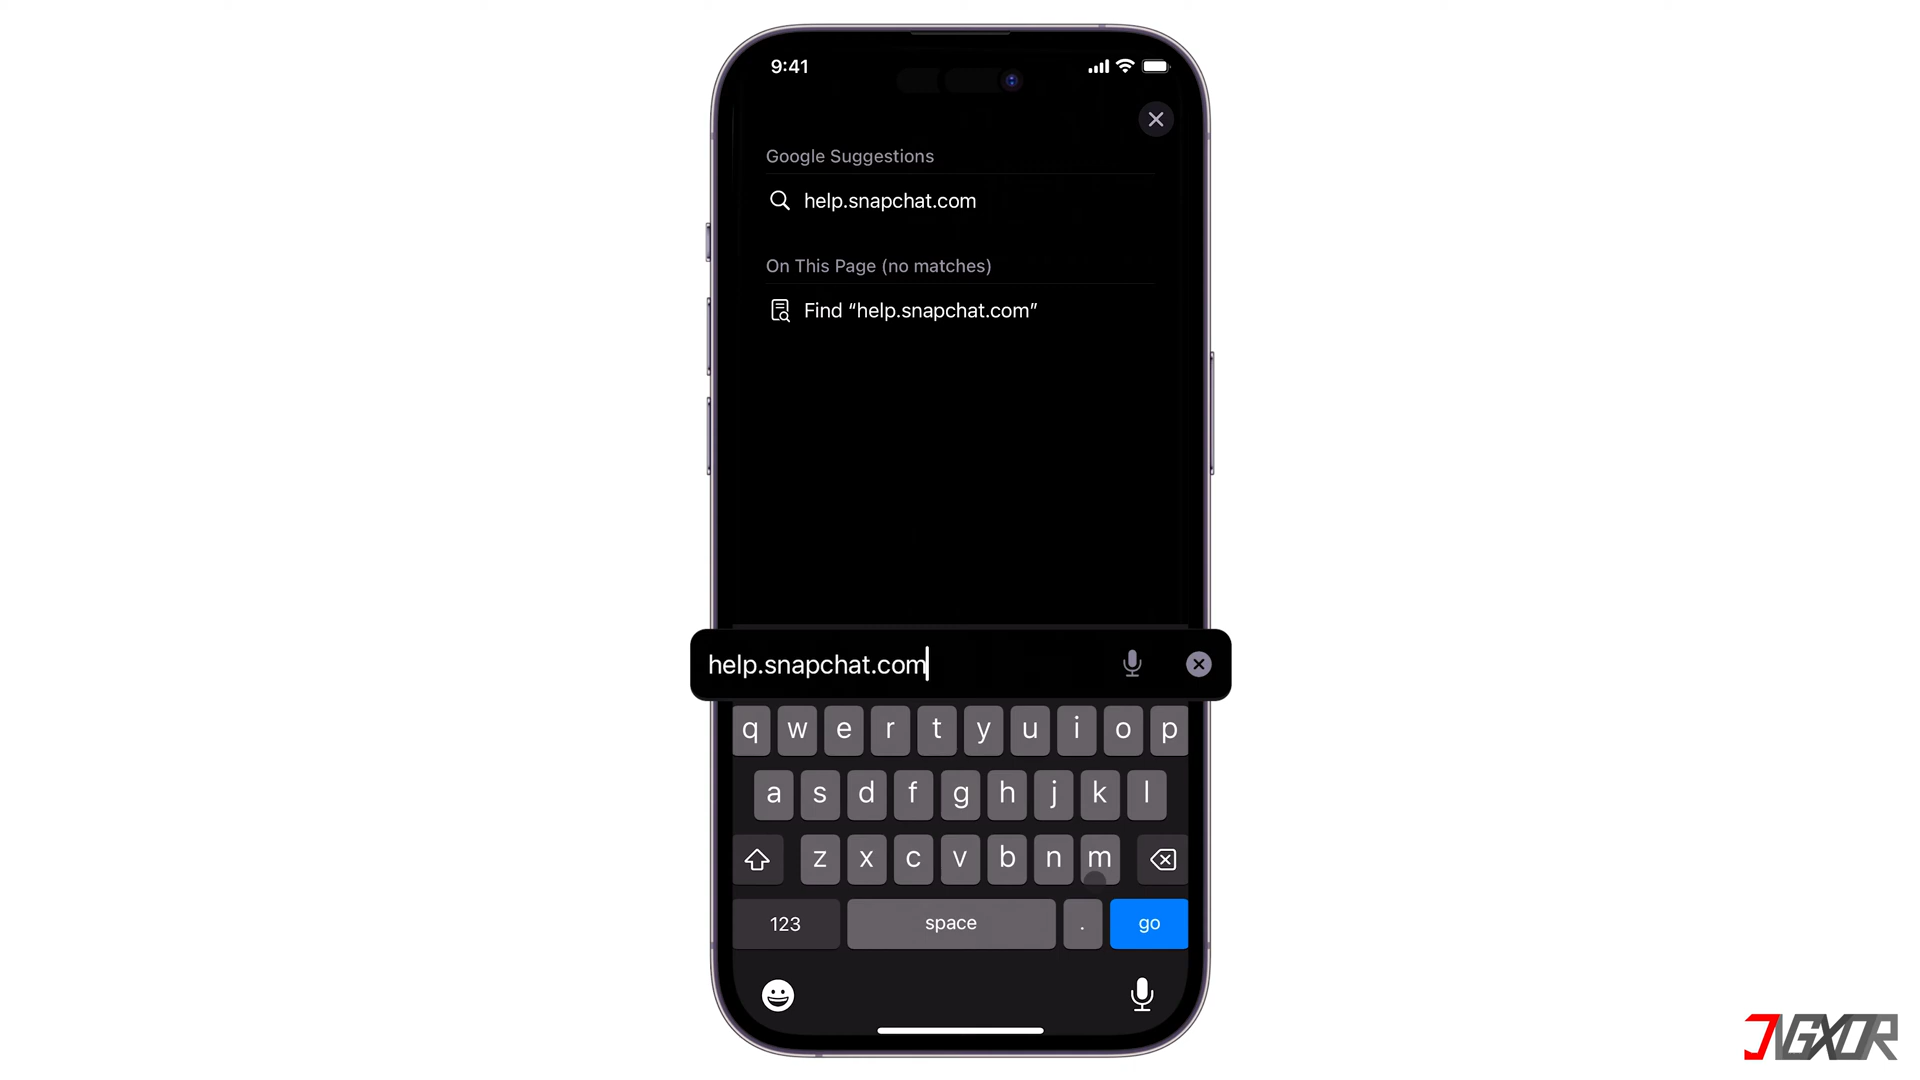 9:41
Google Suggestions
help.snapchat.com
On This Page (no matches)
Find “help.snapchat.com”
help.snapchat.com
q w e r t y u i o p
a s d f g h j k l
z x c v b n m
123 space . go
JVGXOR